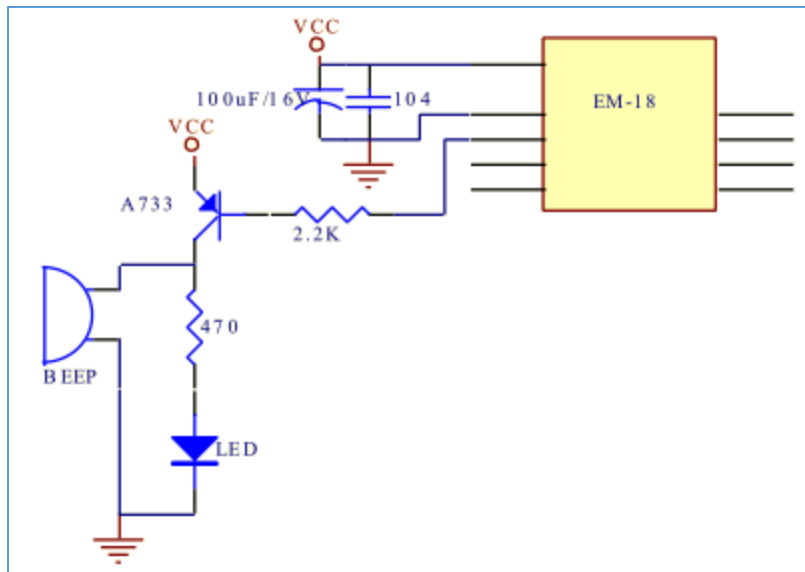 VCC
100uF/16V
104
EM-18
VCC
A733
2.2K
470
BEEP
LED